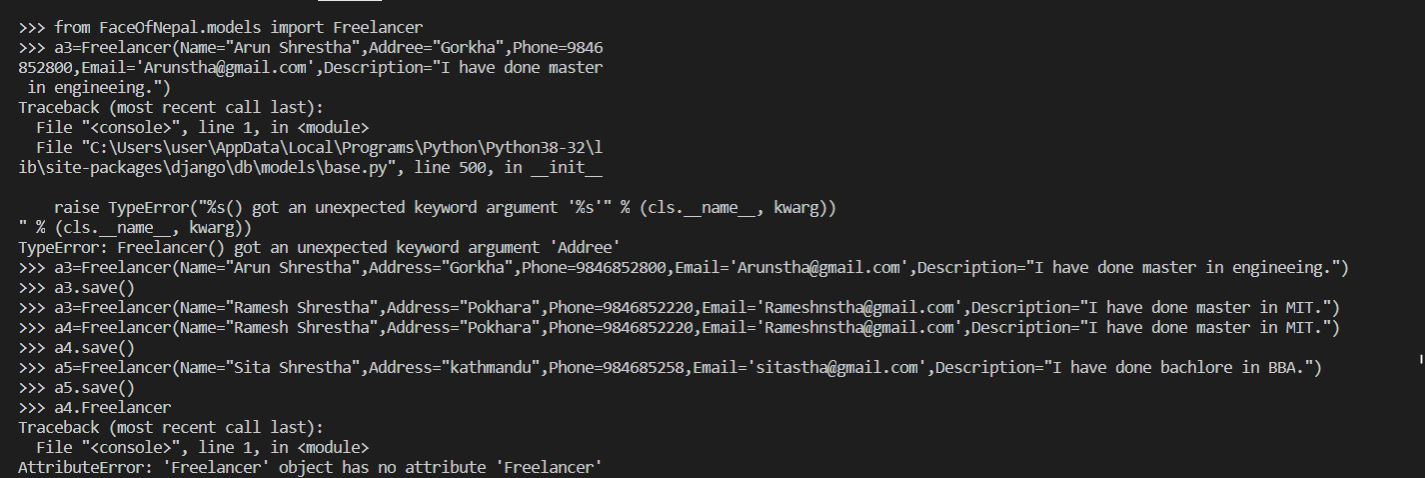 >>> from FaceOfNepal.models import Freelancer
>>> a3=Freelancer(Name="Arun Shrestha",Addree="Gorkha",Phone=9846
852800,Email='Arunstha@gmail.com',Description="I have done master
 in engineeing.")
Traceback (most recent call last):
  File "<console>", line 1, in <module>
  File "C:\Users\user\AppData\Local\Programs\Python\Python38-32\l
ib\site-packages\django\db\models\base.py", line 500, in __init__

    raise TypeError("%s() got an unexpected keyword argument '%s'" % (cls.__name__, kwarg))
" % (cls.__name__, kwarg))
TypeError: Freelancer() got an unexpected keyword argument 'Addree'
>>> a3=Freelancer(Name="Arun Shrestha",Address="Gorkha",Phone=9846852800,Email='Arunstha@gmail.com',Description="I have done master in engineeing.")
>>> a3.save()
>>> a3=Freelancer(Name="Ramesh Shrestha",Address="Pokhara",Phone=9846852220,Email='Rameshnstha@gmail.com',Description="I have done master in MIT.")
>>> a4=Freelancer(Name="Ramesh Shrestha",Address="Pokhara",Phone=9846852220,Email='Rameshnstha@gmail.com',Description="I have done master in MIT.")
>>> a4.save()
>>> a5=Freelancer(Name="Sita Shrestha",Address="kathmandu",Phone=984685258,Email='sitastha@gmail.com',Description="I have done bachlore in BBA.")
>>> a5.save()
>>> a4.Freelancer
Traceback (most recent call last):
  File "<console>", line 1, in <module>
AttributeError: 'Freelancer' object has no attribute 'Freelancer'